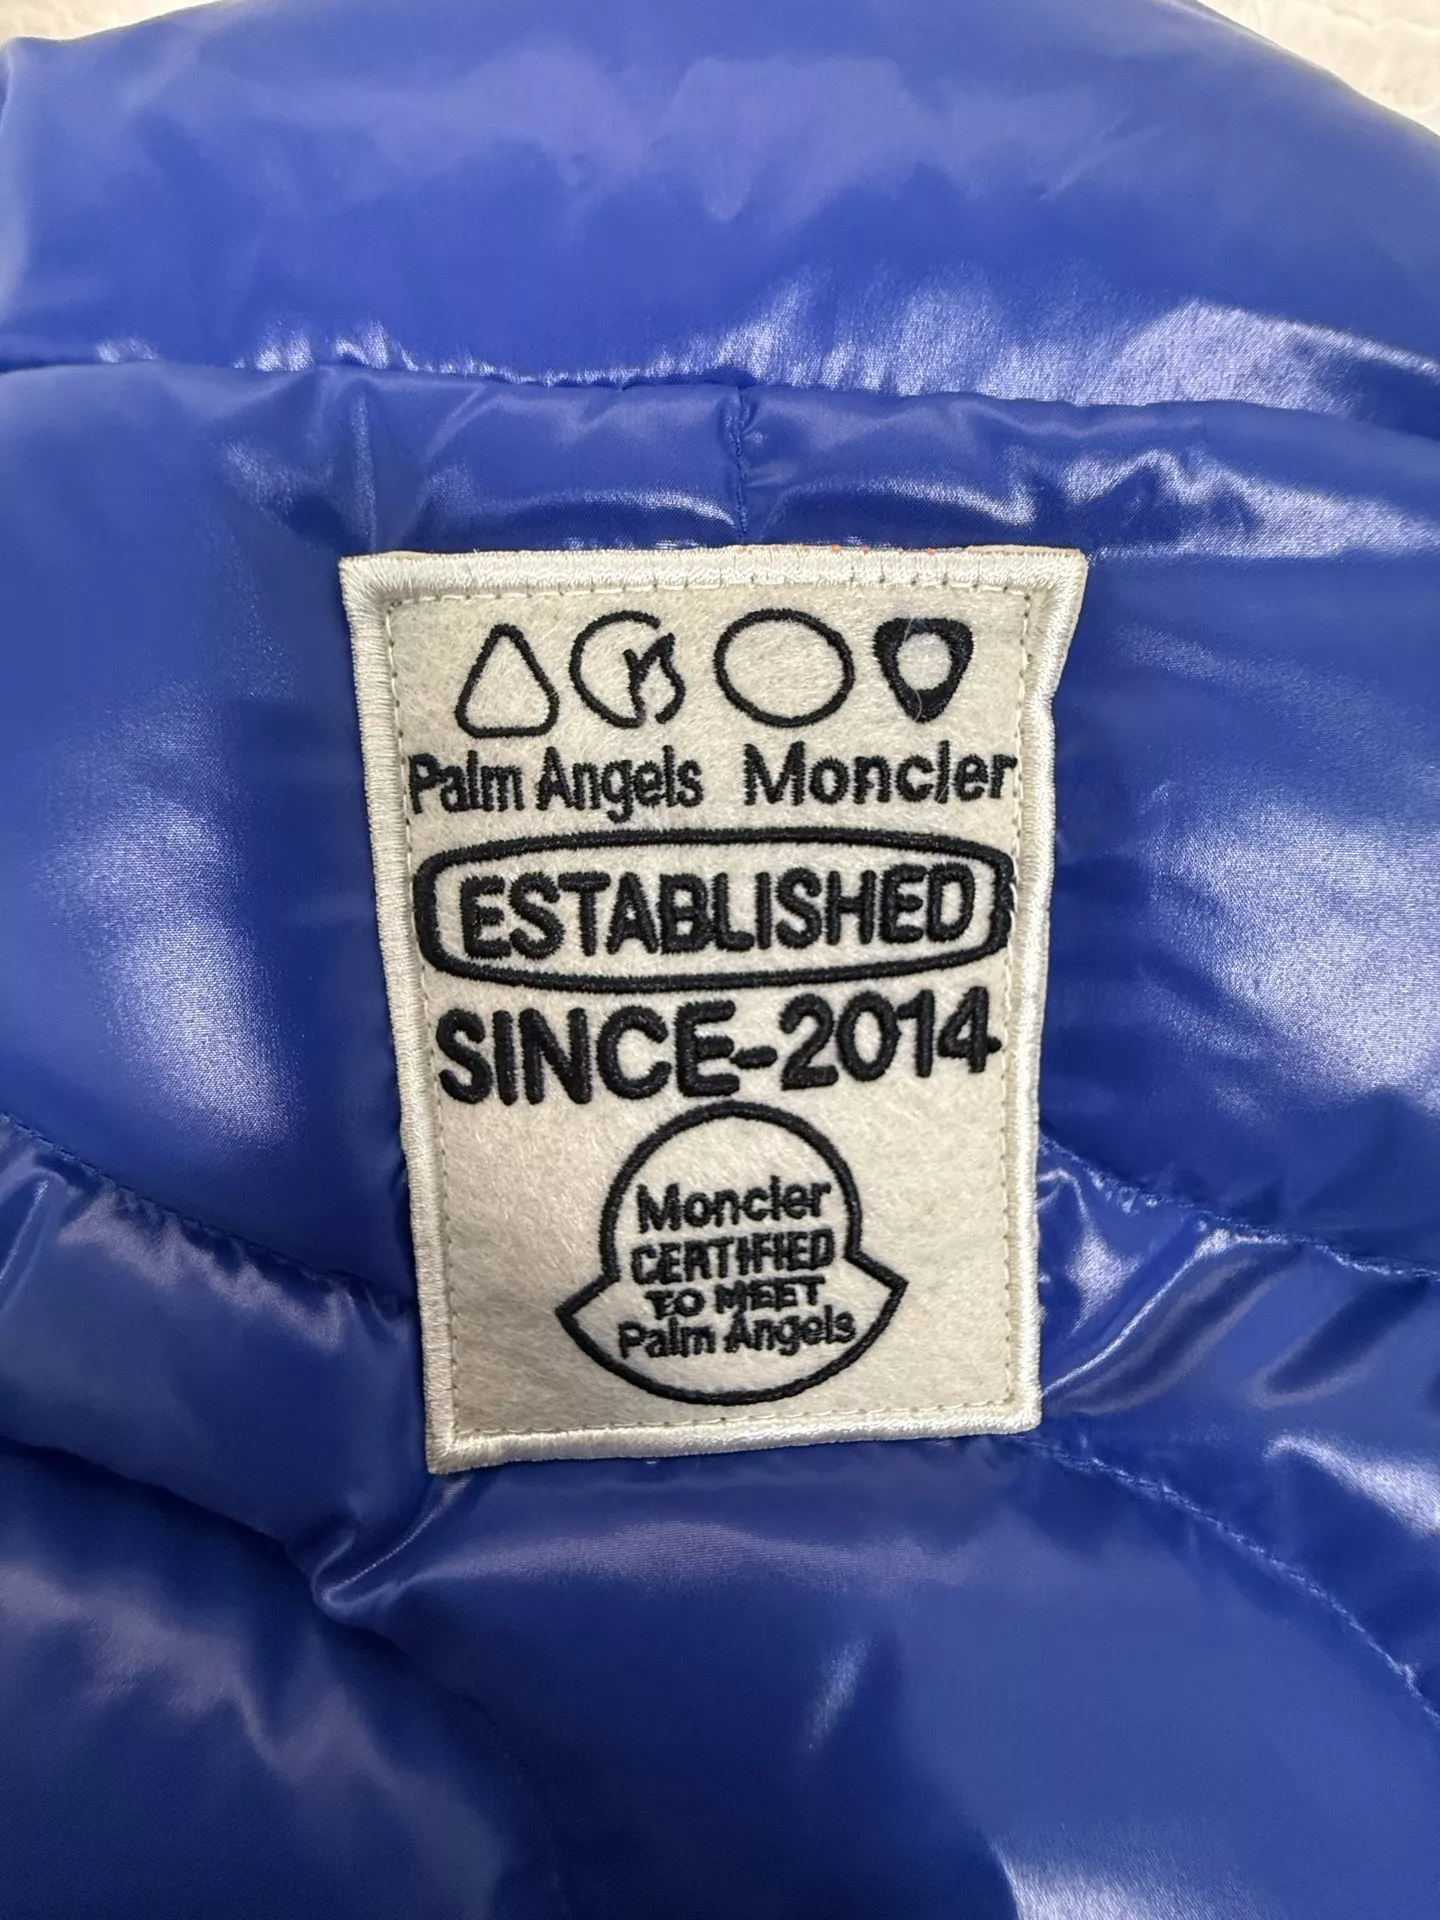 Palm Angels Moncler
ESTABLISHED
SINCE-2014
Moncler
CERTIFIED
TO MEET
Palm Angels